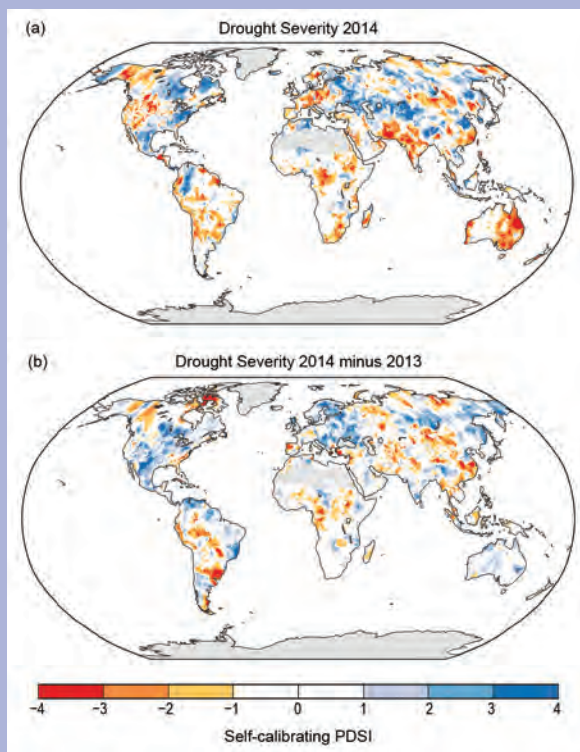 (a)
Drought Severity 2014
(b)
Drought Severity 2014 minus 2013
−4 −3 −2 −1 0 1 2 3 4
Self-calibrating PDSI